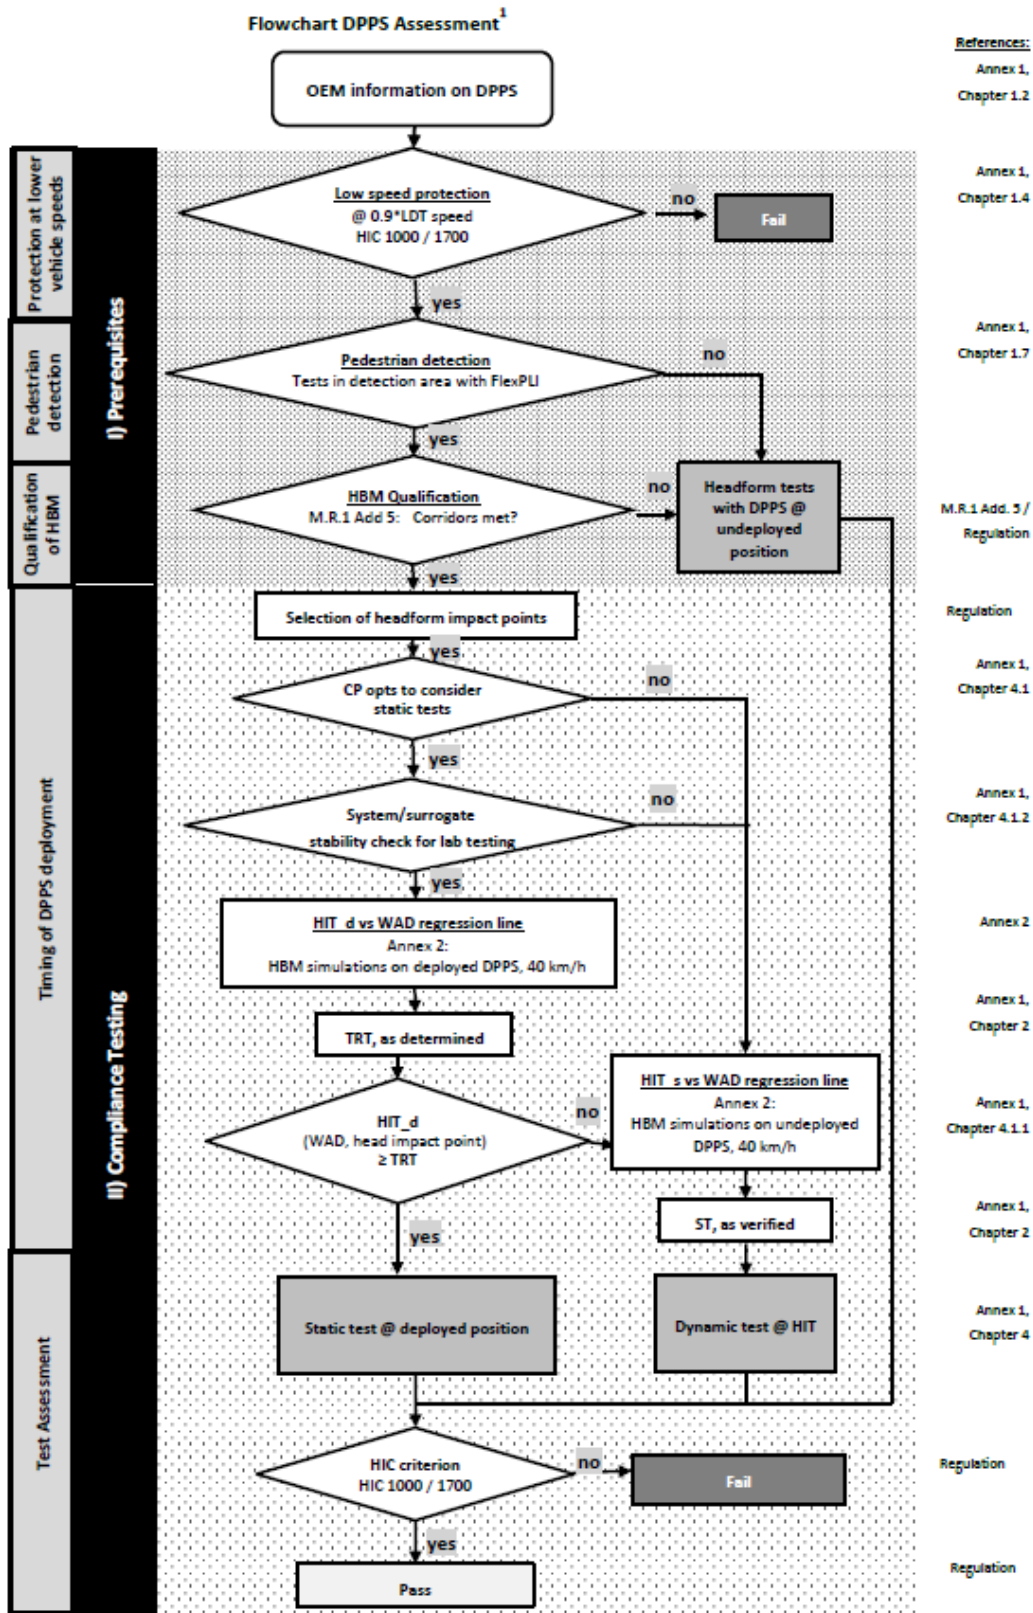 Flowchart DPPS Assessment1
References:
OEM information on DPPS
Annex 1,
Chapter 1.2
Protection at lower
vehicle speeds
Low speed protection
@ 0.9*LDT speed
HIC 1000 / 1700
no
Fail
Annex 1,
Chapter 1.4
yes
I) Prerequisites
Pedestrian
detection
Pedestrian detection
Tests in detection area with FlexPLI
no
Annex 1,
Chapter 1.7
yes
Qualification
of HBM
HBM Qualification
M.R.1 Add 5: Corridors met?
no
Headform tests
with DPPS @
undeployed
position
M.R.1 Add. 5 /
Regulation
yes
Selection of headform impact points
Regulation
yes
Timing of DPPS deployment
II) Compliance Testing
CP opts to consider
static tests
no
Annex 1,
Chapter 4.1
yes
System/surrogate
stability check for lab testing
no
Annex 1,
Chapter 4.1.2
yes
HIT_d vs WAD regression line
Annex 2:
HBM simulations on deployed DPPS, 40 km/h
Annex 2
TRT, as determined
Annex 1,
Chapter 2
HIT_d
(WAD, head impact point)
≥ TRT
no
HIT_s vs WAD regression line
Annex 2:
HBM simulations on undeployed
DPPS, 40 km/h
Annex 1,
Chapter 4.1.1
yes
ST, as verified
Annex 1,
Chapter 2
Test Assessment
Static test @ deployed position
Dynamic test @ HIT
Annex 1,
Chapter 4
HIC criterion
HIC 1000 / 1700
no
Fail
Regulation
yes
Pass
Regulation